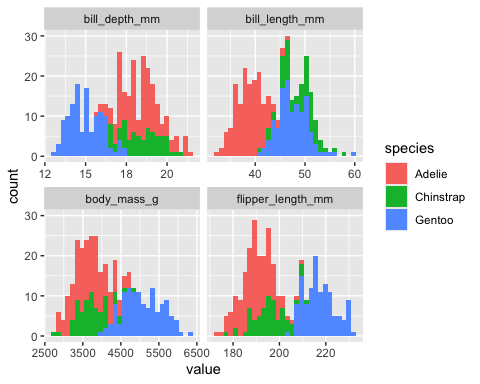 bill_depth_mm
bill_length_mm
30
20
10
0
12 15 18 20
40 50 60
body_mass_g
flipper_length_mm
30
20
10
0
2500 3500 4500 5500 6500
180 200 220
count
value
species
Adelie
Chinstrap
Gentoo